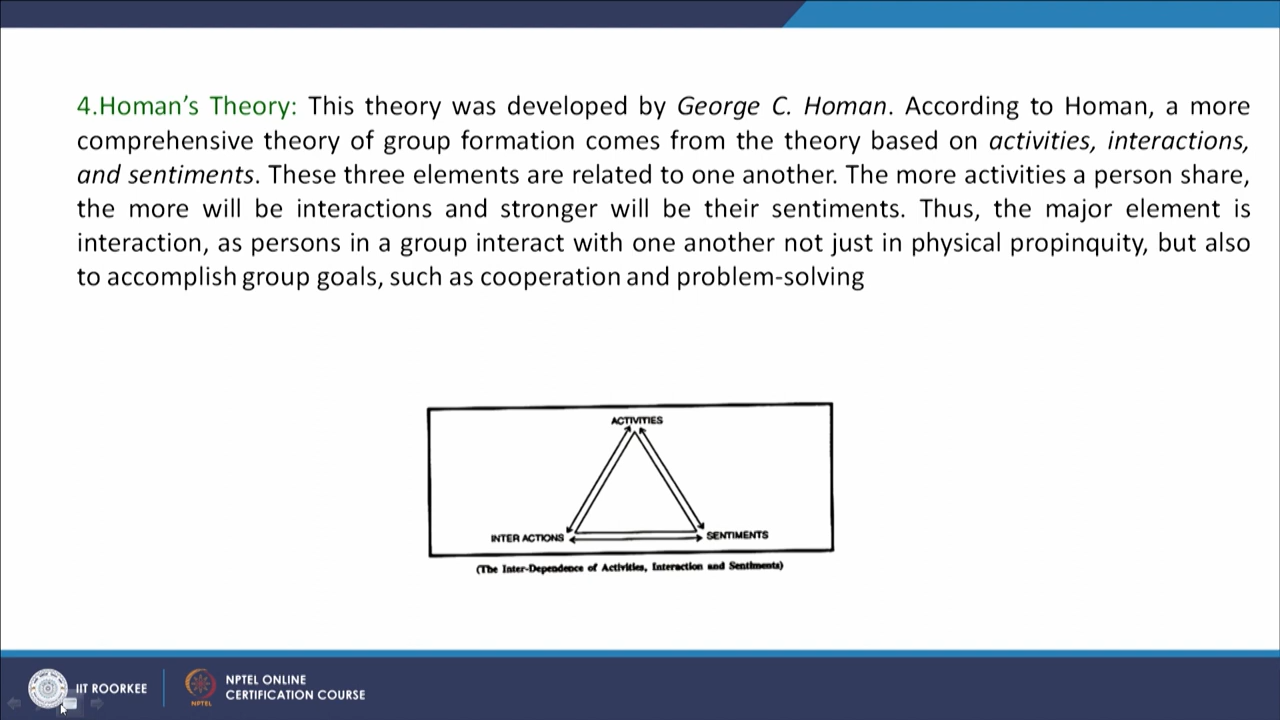 4.Homan's Theory: This theory was developed by George C. Homan. According to Homan, a more
comprehensive theory of group formation comes from the theory based on activities, interactions,
and sentiments. These three elements are related to one another. The more activities a person share,
the more will be interactions and stronger will be their sentiments. Thus, the major element is
interaction, as persons in a group interact with one another not just in physical propinquity, but also
to accomplish group goals, such as cooperation and problem-solving
ACTIVITIES
INTER ACTIONS
SENTIMENTS
(The Inter-Dependence of Activities, Interaction and Sentiments)
IIT ROORKEE
NPTEL
NPTEL ONLINE
CERTIFICATION COURSE